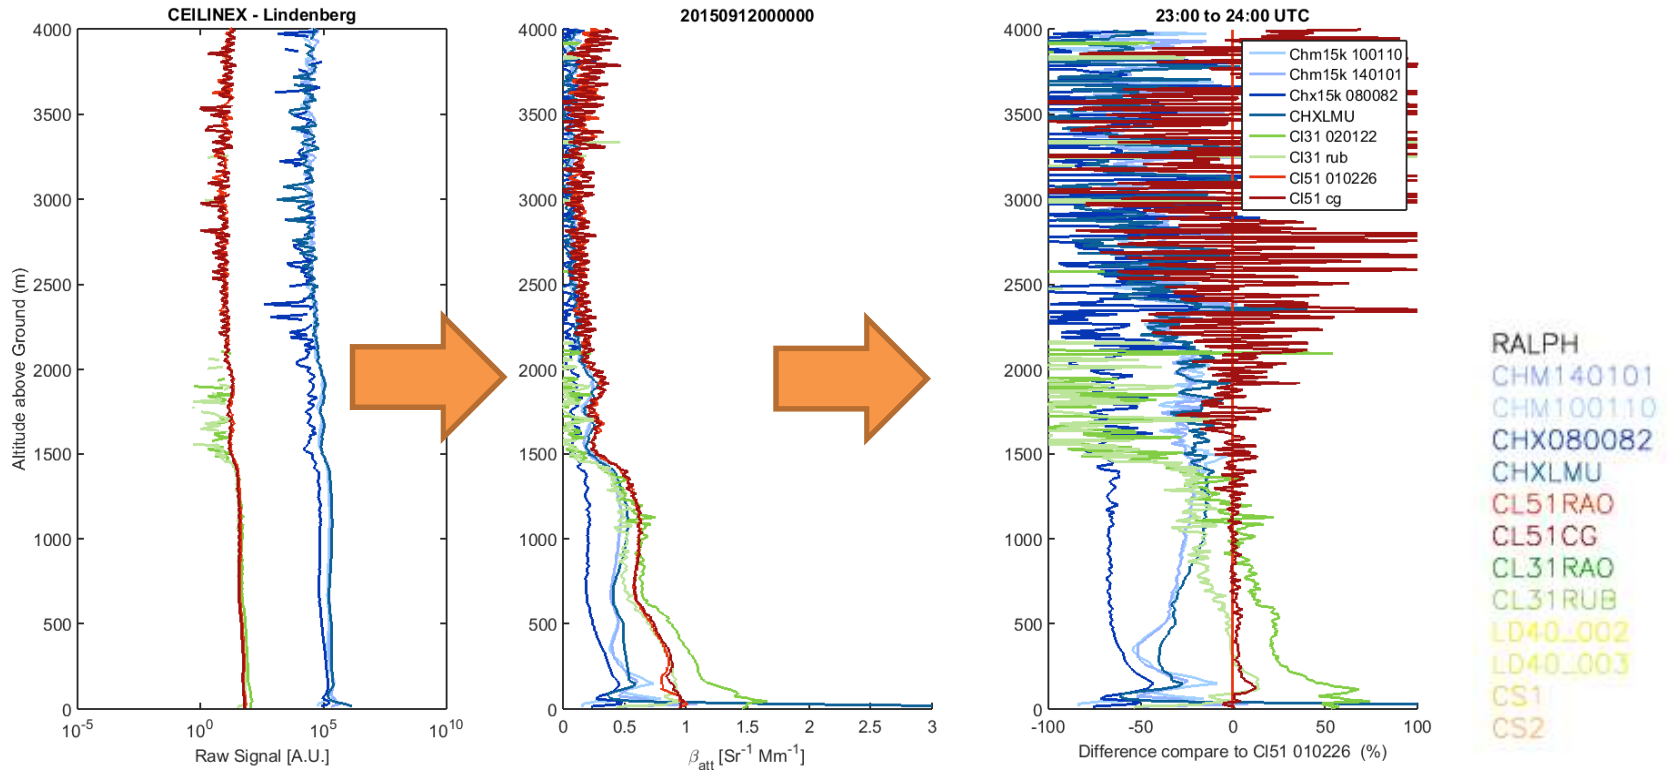 CEILINEX - Lindenberg
4000
3500
3000
2500
2000
1500
1000
500
0
Altitude above Ground (m)
10^-5
10^0
10^5
10^10
Raw Signal [A.U.]
20150912000000
4000
3500
3000
2500
2000
1500
1000
500
0
0
0.5
1
1.5
2
2.5
3
β_att [Sr^-1 Mm^-1]
23:00 to 24:00 UTC
4000
3500
3000
2500
2000
1500
1000
500
0
-100
-50
0
50
100
Difference compare to Cl51 010226 (%)
Chm15k 100110
Chm15k 140101
Chx15k 080082
CHXLMU
Cl31 020122
Cl31 rub
Cl51 010226
Cl51 cg
RALPH
CHM140101
CHM100110
CHX080082
CHXLMU
CL51RAO
CL51CG
CL31RAO
CL31RUB
LD40_002
LD40_003
CS1
CS2